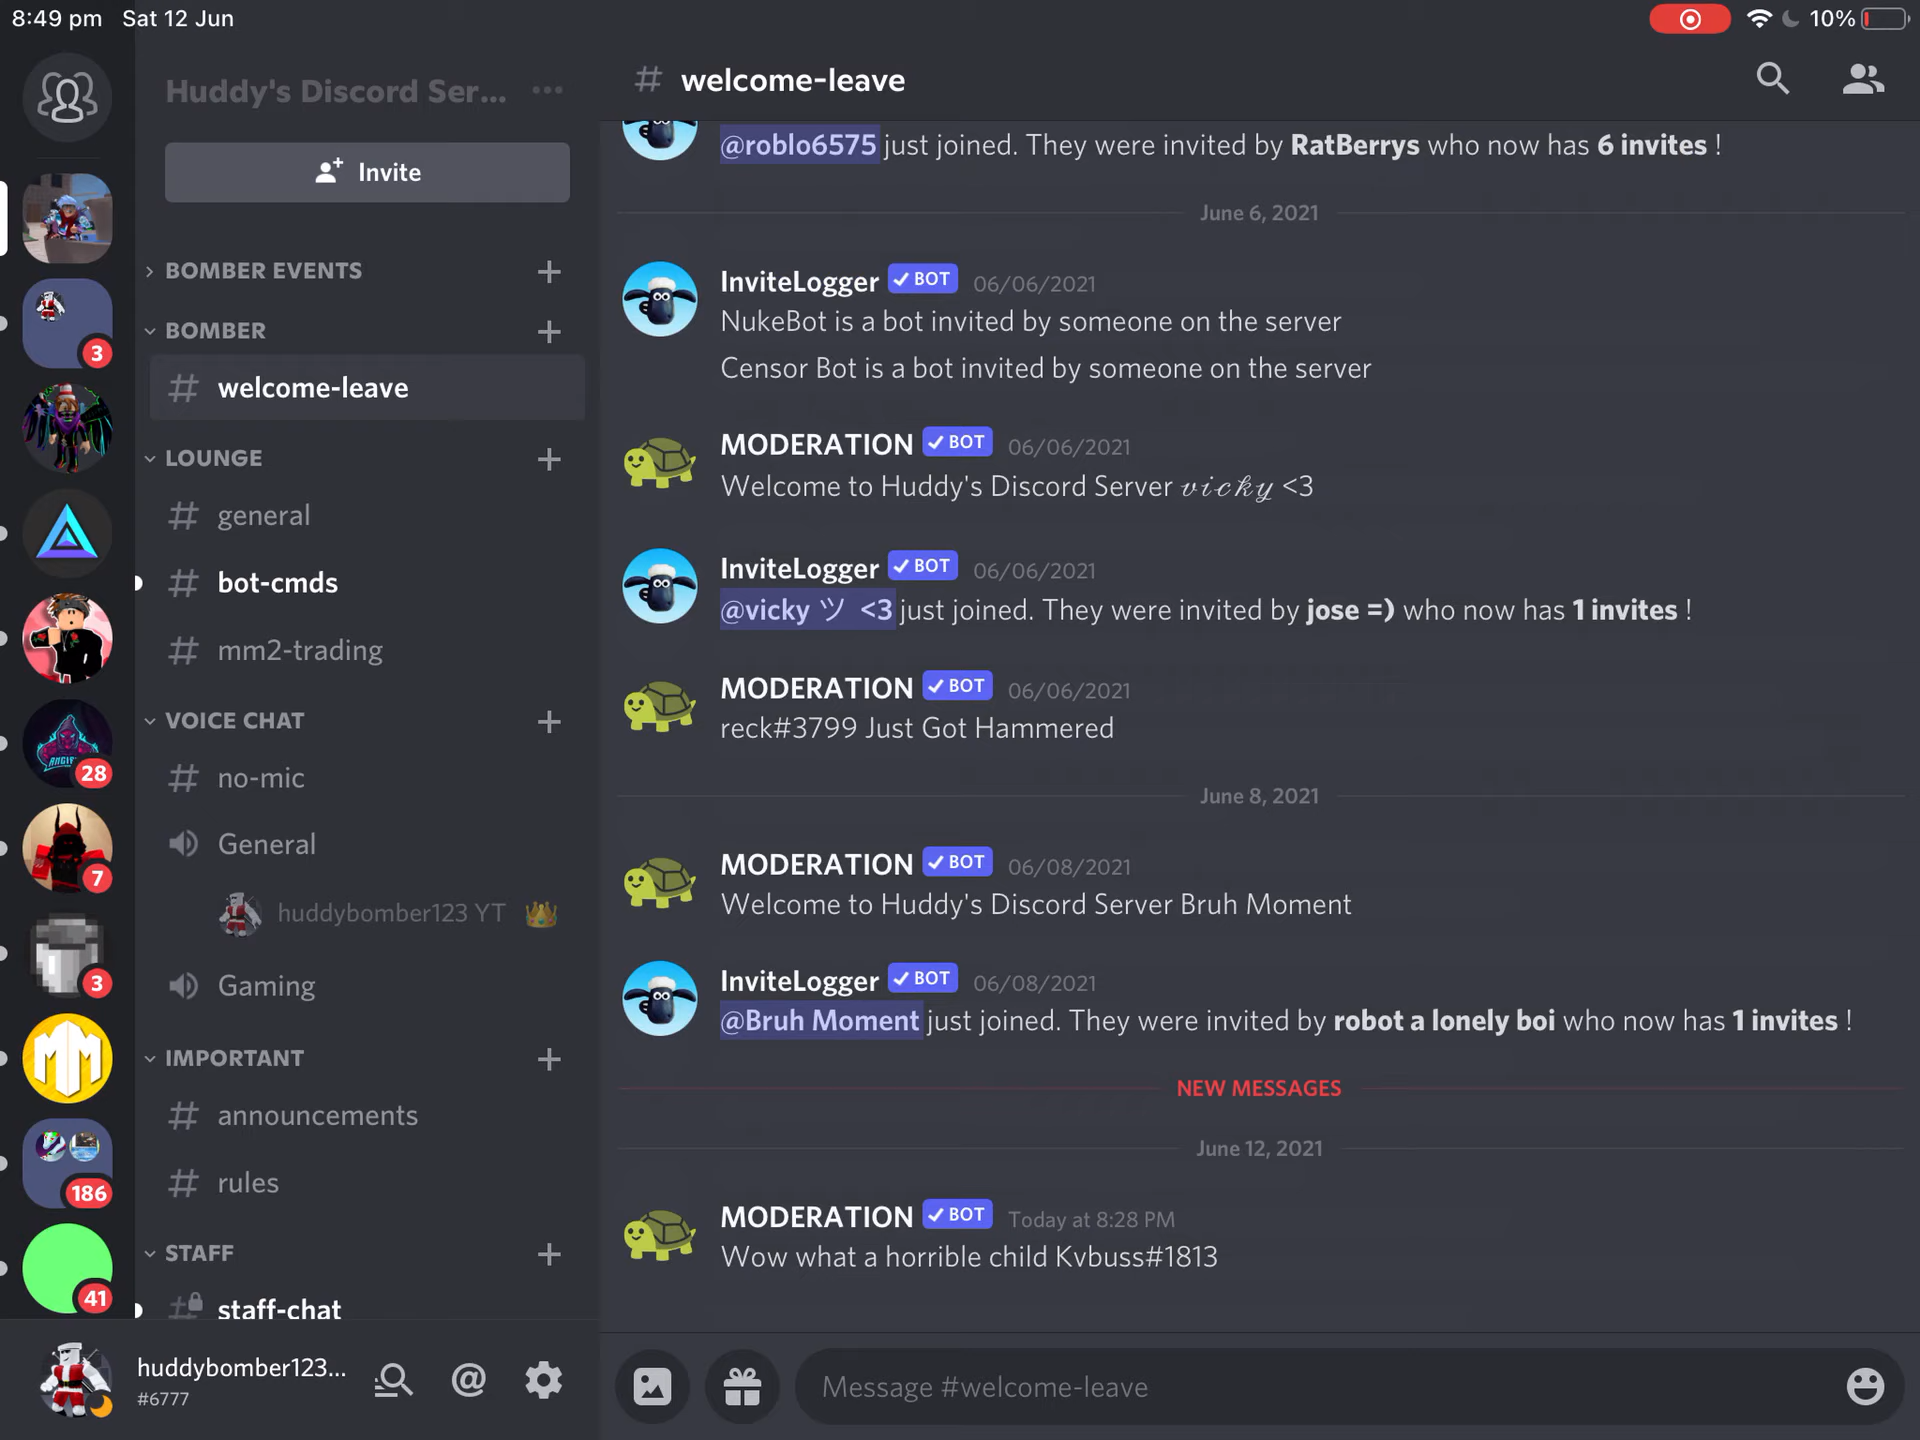 8:49 pm Sat 12 Jun
10%
Huddy's Discord Ser... •••
Invite
BOMBER EVENTS
BOMBER
# welcome-leave
LOUNGE
# general
# bot-cmds
# mm2-trading
VOICE CHAT
# no-mic
General
huddybomber123 YT
Gaming
IMPORTANT
# announcements
# rules
STAFF
# staff-chat
3
28
7
3
186
41
huddybomber123...
#6777
# welcome-leave
@roblo6575 just joined. They were invited by RatBerrys who now has 6 invites !
June 6, 2021
InviteLogger ✓ BOT 06/06/2021
NukeBot is a bot invited by someone on the server
Censor Bot is a bot invited by someone on the server
MODERATION ✓ BOT 06/06/2021
Welcome to Huddy's Discord Server 𝓋𝒾𝒸𝓀𝓎 <3
InviteLogger ✓ BOT 06/06/2021
@vicky ツ <3 just joined. They were invited by jose =) who now has 1 invites !
MODERATION ✓ BOT 06/06/2021
reck#3799 Just Got Hammered
June 8, 2021
MODERATION ✓ BOT 06/08/2021
Welcome to Huddy's Discord Server Bruh Moment
InviteLogger ✓ BOT 06/08/2021
@Bruh Moment just joined. They were invited by robot a lonely boi who now has 1 invites !
NEW MESSAGES
June 12, 2021
MODERATION ✓ BOT Today at 8:28 PM
Wow what a horrible child Kvbuss#1813
Message #welcome-leave